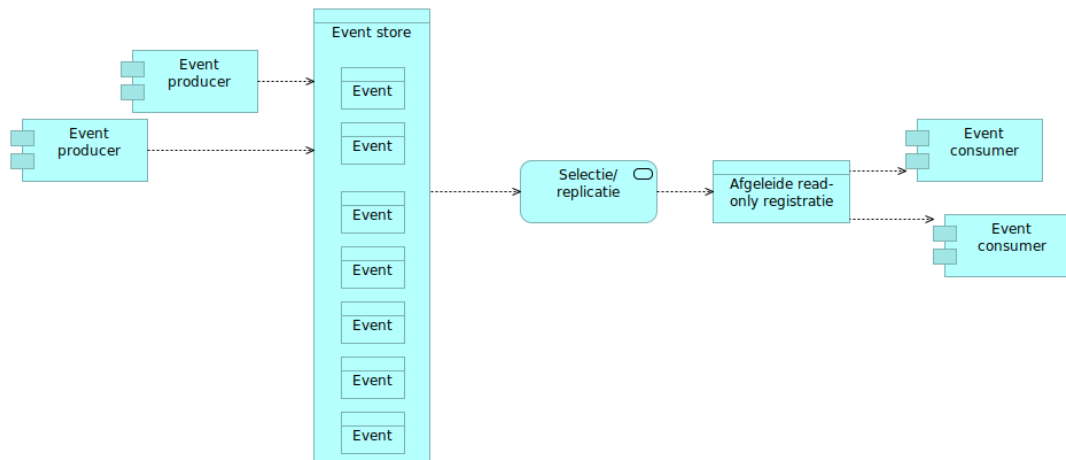 Event store
Event
producer
Event
producer
Event
Event
Event
Event
Event
Event
Event
Selectie/
replicatie
Afgeleide read-
only registratie
Event
consumer
Event
consumer